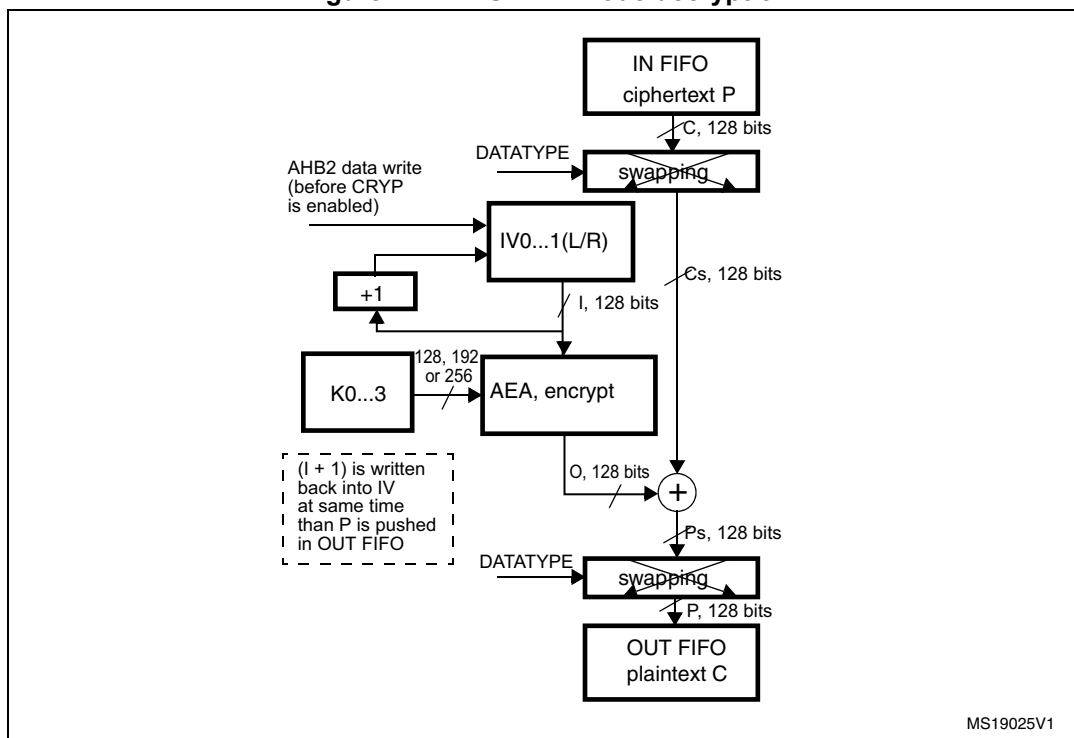 IN FIFO
ciphertext P
C, 128 bits
DATATYPE
swapping
AHB2 data write
(before CRYP
is enabled)
IV0...1(L/R)
Cs, 128 bits
+1
I, 128 bits
128, 192
or 256
K0...3
AEA, encrypt
(I + 1) is written
back into IV
at same time
than P is pushed
in OUT FIFO
O, 128 bits
+
Ps, 128 bits
DATATYPE
swapping
P, 128 bits
OUT FIFO
plaintext C
MS19025V1